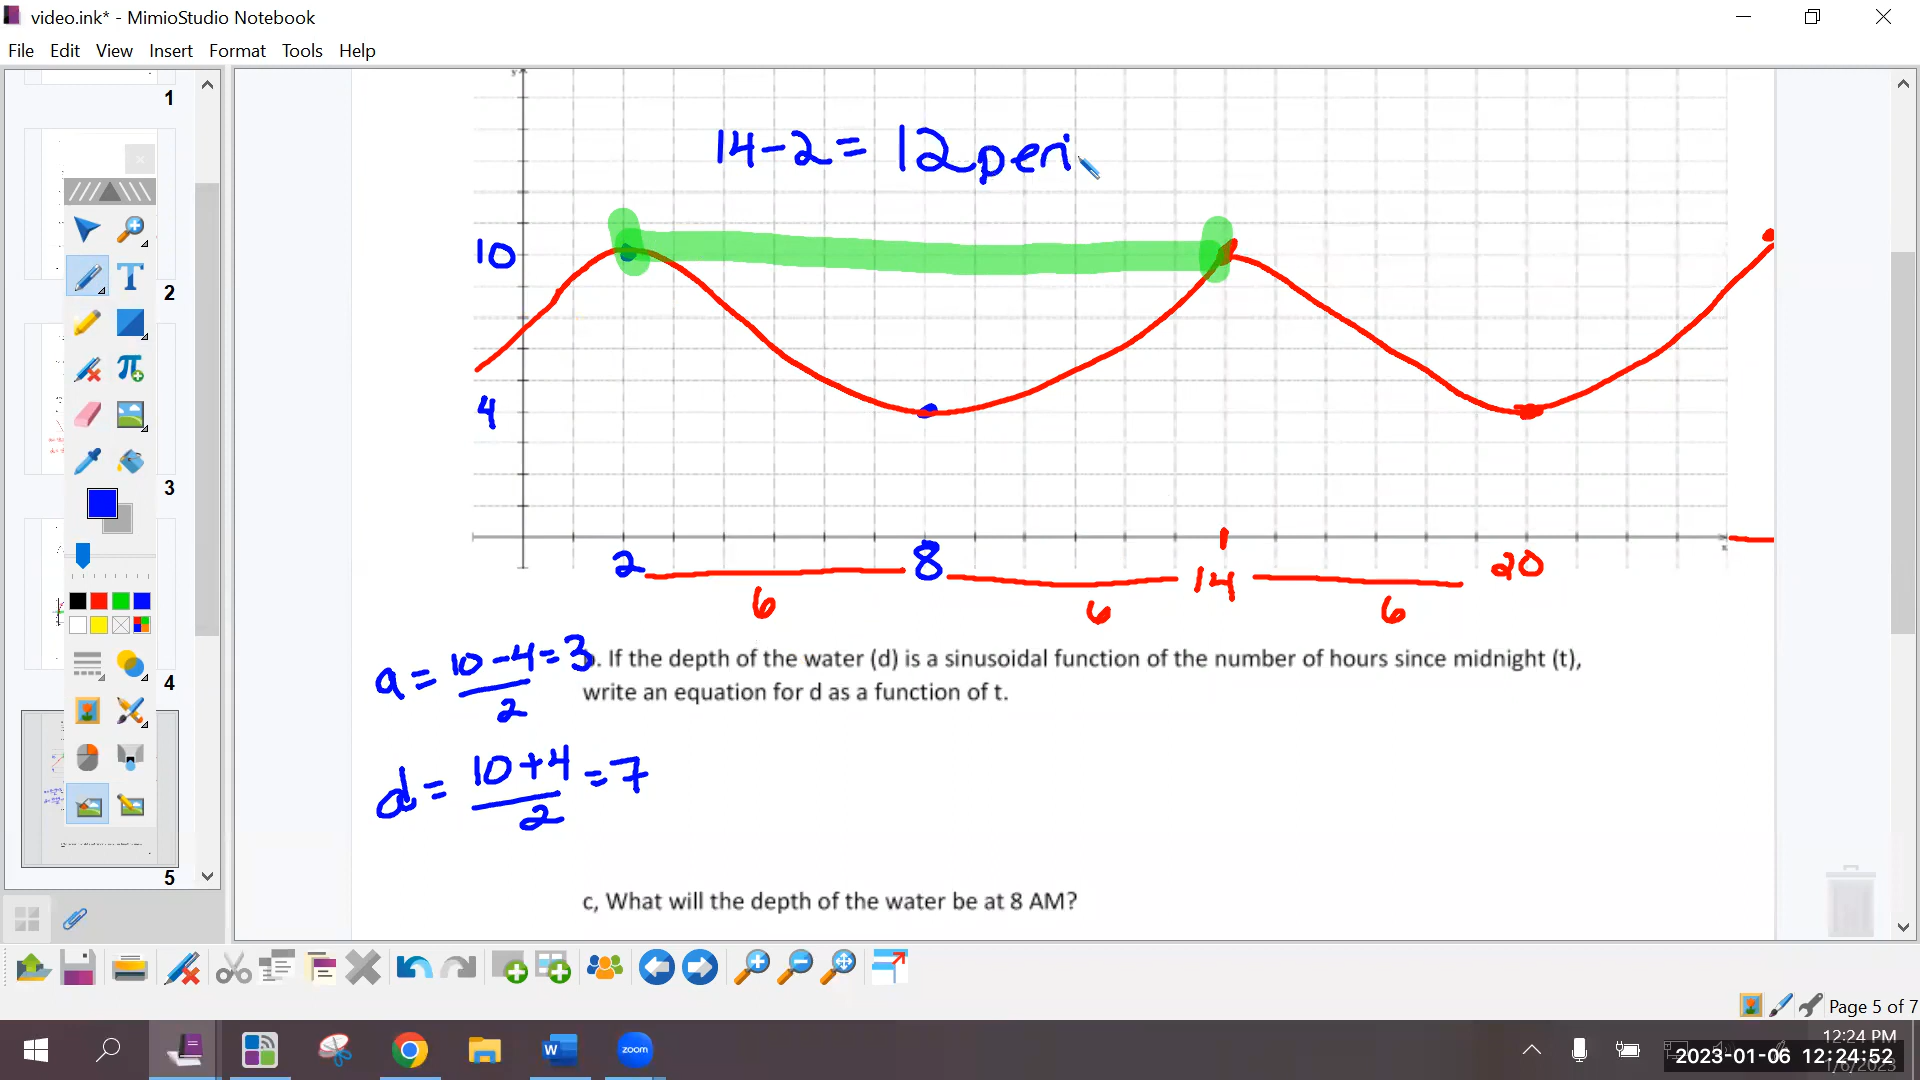 video.ink* - MimioStudio Notebook
File Edit View Insert Format Tools Help
1
2
3
4
5
y
14-2= 12peri
10
4
x
2 8 14 20
6 6 6
a = 10-4/2 = 3
b. If the depth of the water (d) is a sinusoidal function of the number of hours since midnight (t),
write an equation for d as a function of t.
d = 10+4/2 = 7
c, What will the depth of the water be at 8 AM?
Page 5 of 7
zoom
12:24 PM
2023-01-06 12:24:52
1/6/2023